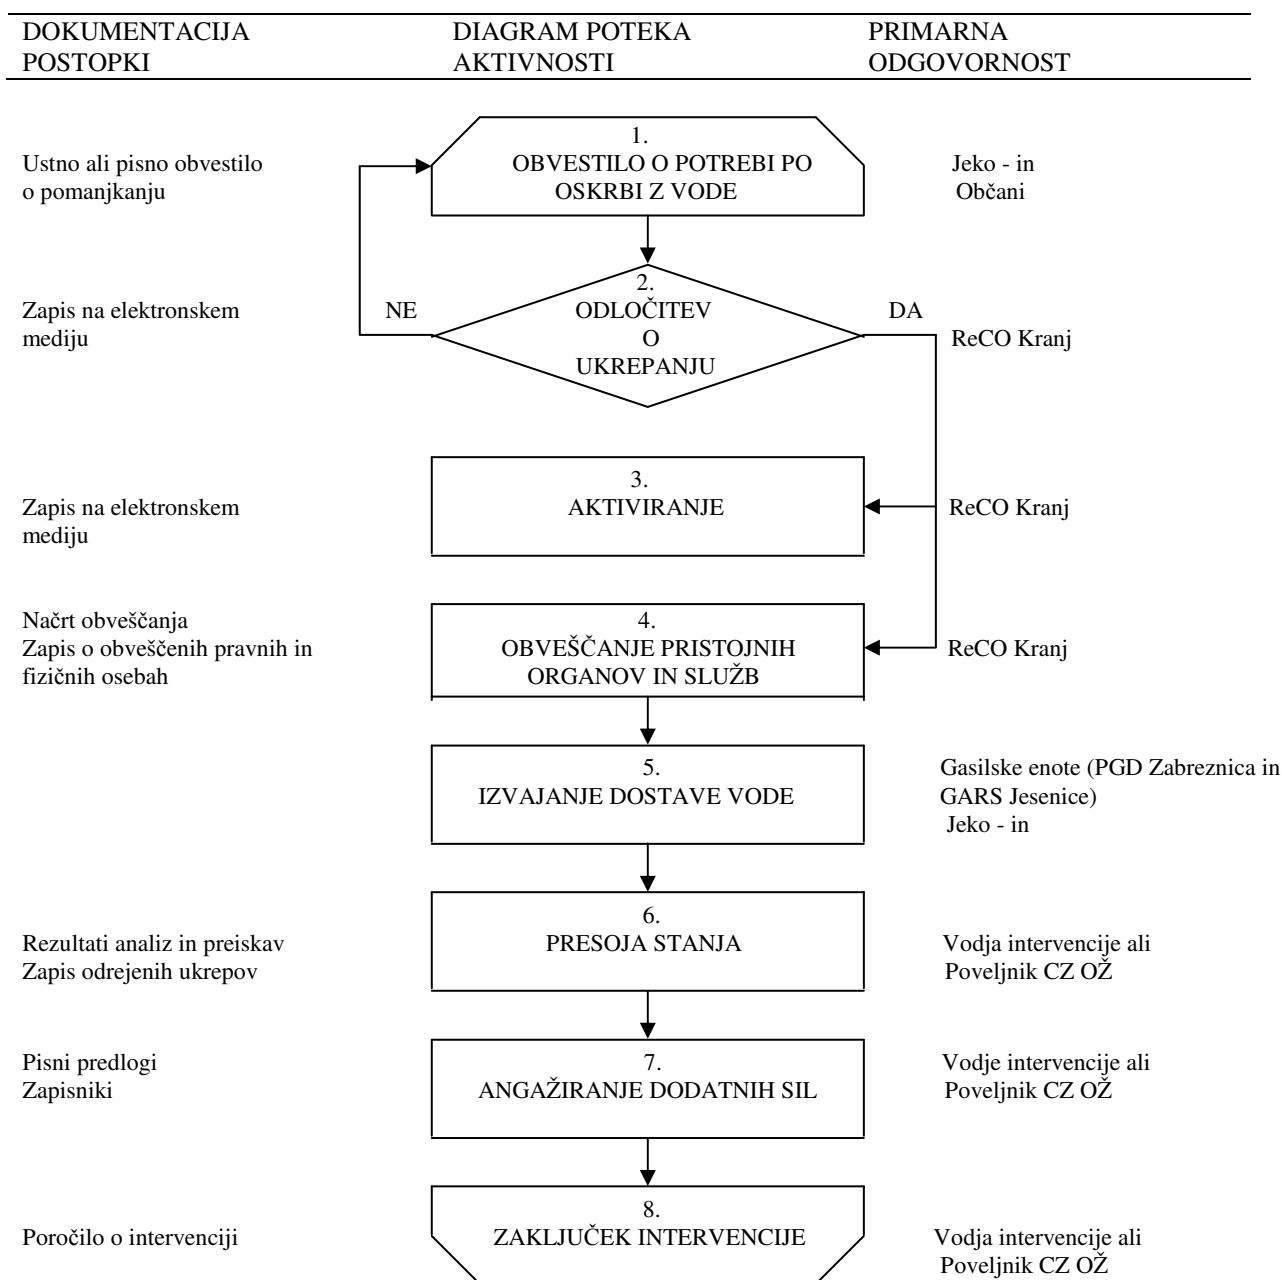 DOKUMENTACIJA
POSTOPKI
DIAGRAM POTEKA
AKTIVNOSTI
PRIMARNA
ODGOVORNOST
Ustno ali pisno obvestilo
o pomanjkanju
1.
OBVESTILO O POTREBI PO
OSKRBI Z VODE
Jeko - in
Občani
Zapis na elektronskem
mediju
NE
2.
ODLOČITEV
O
UKREPANJU
DA
ReCO Kranj
Zapis na elektronskem
mediju
3.
AKTIVIRANJE
ReCO Kranj
Načrt obveščanja
Zapis o obveščenih pravnih in
fizičnih osebah
4.
OBVEŠČANJE PRISTOJNIH
ORGANOV IN SLUŽB
ReCO Kranj
5.
IZVAJANJE DOSTAVE VODE
Gasilske enote (PGD Zabreznica in
GARS Jesenice)
Jeko - in
Rezultati analiz in preiskav
Zapis odrejenih ukrepov
6.
PRESOJA STANJA
Vodja intervencije ali
Poveljnik CZ OŽ
Pisni predlogi
Zapisniki
7.
ANGAŽIRANJE DODATNIH SIL
Vodje intervencije ali
Poveljnik CZ OŽ
Poročilo o intervenciji
8.
ZAKLJUČEK INTERVENCIJE
Vodja intervencije ali
Poveljnik CZ OŽ